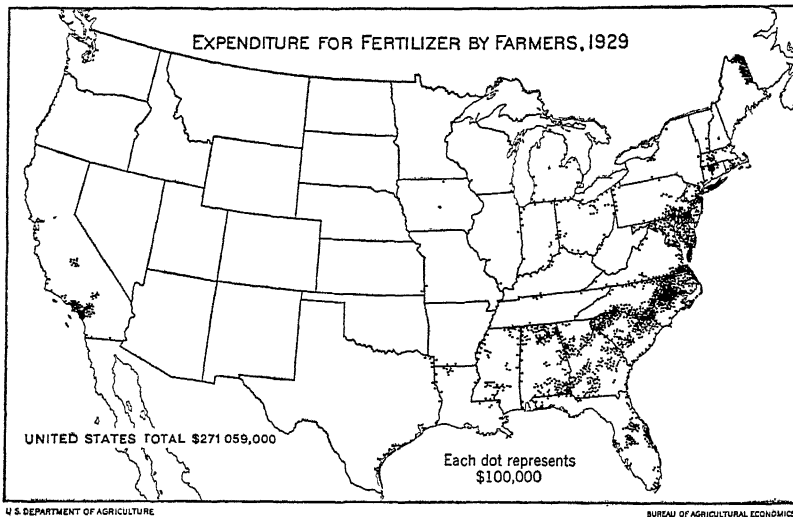 EXPENDITURE FOR FERTILIZER BY FARMERS, 1929
UNITED STATES TOTAL $271 059,000
Each dot represents
$100,000
U S. DEPARTMENT OF AGRICULTURE
BUREAU OF AGRICULTURAL ECONOMICS